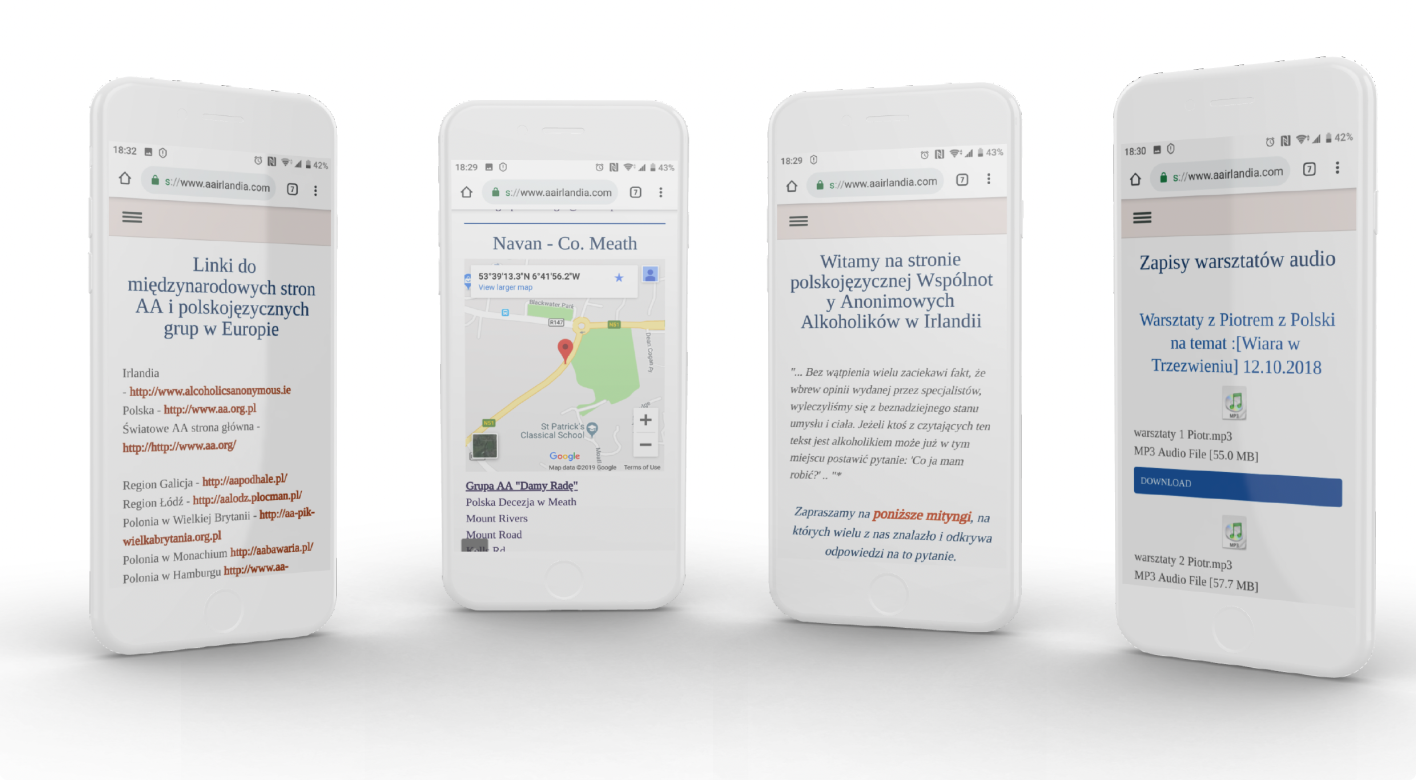 18:32
42%
s://www.aairlandia.com
7
Linki do
międzynarodowych stron
AA i polskojęzycznych
grup w Europie
Irlandia
- http://www.alcoholicsanonymous.ie
Polska - http://www.aa.org.pl
Światowe AA strona główna -
http://http://www.aa.org/
Region Galicja - http://aapodhale.pl/
Region Łódź - http://aalodz.plocman.pl/
Polonia w Wielkiej Brytanii - http://aa-pik-
wielkabrytania.org.pl
Polonia w Monachium http://aabawaria.pl/
Polonia w Hamburgu http://www.aa-
18:29
43%
s://www.aairlandia.com
7
Navan - Co. Meath
53°39'13.3"N 6°41'56.2"W
View larger map
Blackwater Park
R147
N51
N51
St Patrick's
Classical School
Google
Map data ©2019 Google Terms of Use
Grupa AA "Damy Radę"
Polska Decezja w Meath
Mount Rivers
Mount Road
Kells Rd
18:29
43%
s://www.aairlandia.com
7
Witamy na stronie
polskojęzycznej Wspólnot
y Anonimowych
Alkoholików w Irlandii
"... Bez wątpienia wielu zaciekawi fakt, że
wbrew opinii wydanej przez specjalistów,
wyleczyliśmy się z beznadziejnego stanu
umysłu i ciała. Jeżeli ktoś z czytających ten
tekst jest alkoholikiem może już w tym
miejscu postawić pytanie: 'Co ja mam
robić?' .. "*
Zapraszamy na poniższe mityngi, na
których wielu z nas znalazło i odkrywa
odpowiedzi na to pytanie.
18:30
42%
s://www.aairlandia.com
7
Zapisy warsztatów audio
Warsztaty z Piotrem z Polski
na temat :[Wiara w
Trzezwieniu] 12.10.2018
MP3
warsztaty 1 Piotr.mp3
MP3 Audio File [55.0 MB]
DOWNLOAD
MP3
warsztaty 2 Piotr.mp3
MP3 Audio File [57.7 MB]